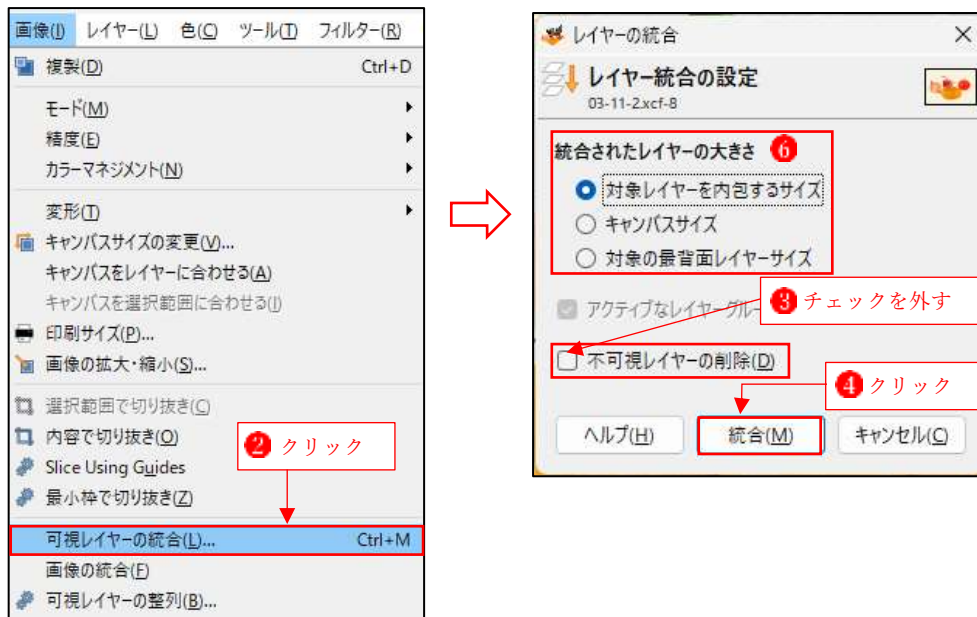 画像(I) レイヤー(L) 色(C) ツール(T) フィルター(R)
複製(D) Ctrl+D
モード(M)
精度(E)
カラーマネジメント(N)
変形(T)
キャンバスサイズの変更(V)...
キャンバスをレイヤーに合わせる(A)
キャンバスを選択範囲に合わせる(I)
印刷サイズ(P)...
画像の拡大・縮小(S)...
選択範囲で切り抜き(C)
内容で切り抜き(O)
❷ クリック
Slice Using Guides
最小枠で切り抜き(Z)
可視レイヤーの統合(L)... Ctrl+M
画像の統合(F)
可視レイヤーの整列(B)...
レイヤーの統合
レイヤー統合の設定
03-11-2.xcf-8
統合されたレイヤーの大きさ ❻
対象レイヤーを内包するサイズ
キャンバスサイズ
対象の最背面レイヤーサイズ
アクティブなレイヤーグルー
❸ チェックを外す
不可視レイヤーの削除(D)
❹ クリック
ヘルプ(H) 統合(M) キャンセル(C)